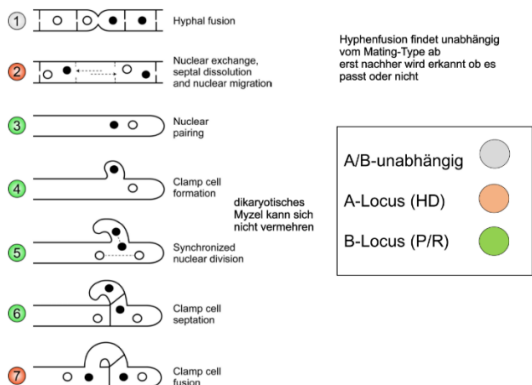 1
Hyphal fusion
2
Nuclear exchange,
septal dissolution
and nuclear migration
3
Nuclear
pairing
4
Clamp cell
formation
5
Synchronized
nuclear division
6
Clamp cell
septation
7
Clamp cell
fusion
dikaryotisches
Myzel kann sich
nicht vermehren
Hyphenfusion findet unabhängig
vom Mating-Type ab
erst nachher wird erkannt ob es
passt oder nicht
A/B-unabhängig
A-Locus (HD)
B-Locus (P/R)